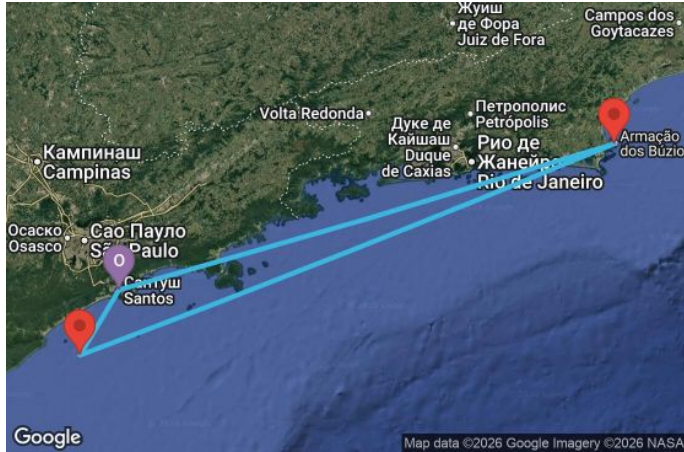 Жуиш
де Фора
Juiz de Fora
Campos dos
Goytacazes
Volta Redonda
Петрополис
Petrópolis
Дуке де
Кайшаш
Duque
de Caxias
Рио де
Жанейро
Rio de Janeiro
Armação
dos Búzio
Кампинаш
Campinas
Осаско
Osasco
Сао Пауло
São Paulo
O
Сантуш
Santos
Google
Map data ©2026 Google Imagery ©2026 NASA